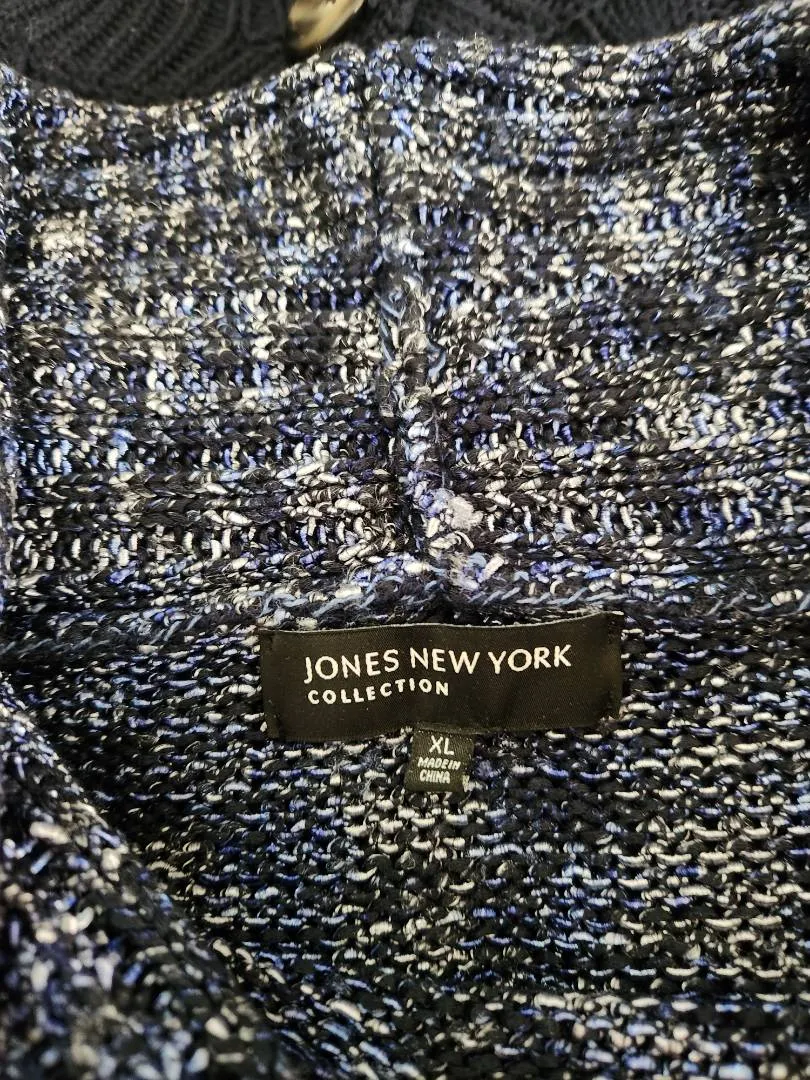 JONES NEW YORK
COLLECTION
XL
MADE IN
CHINA